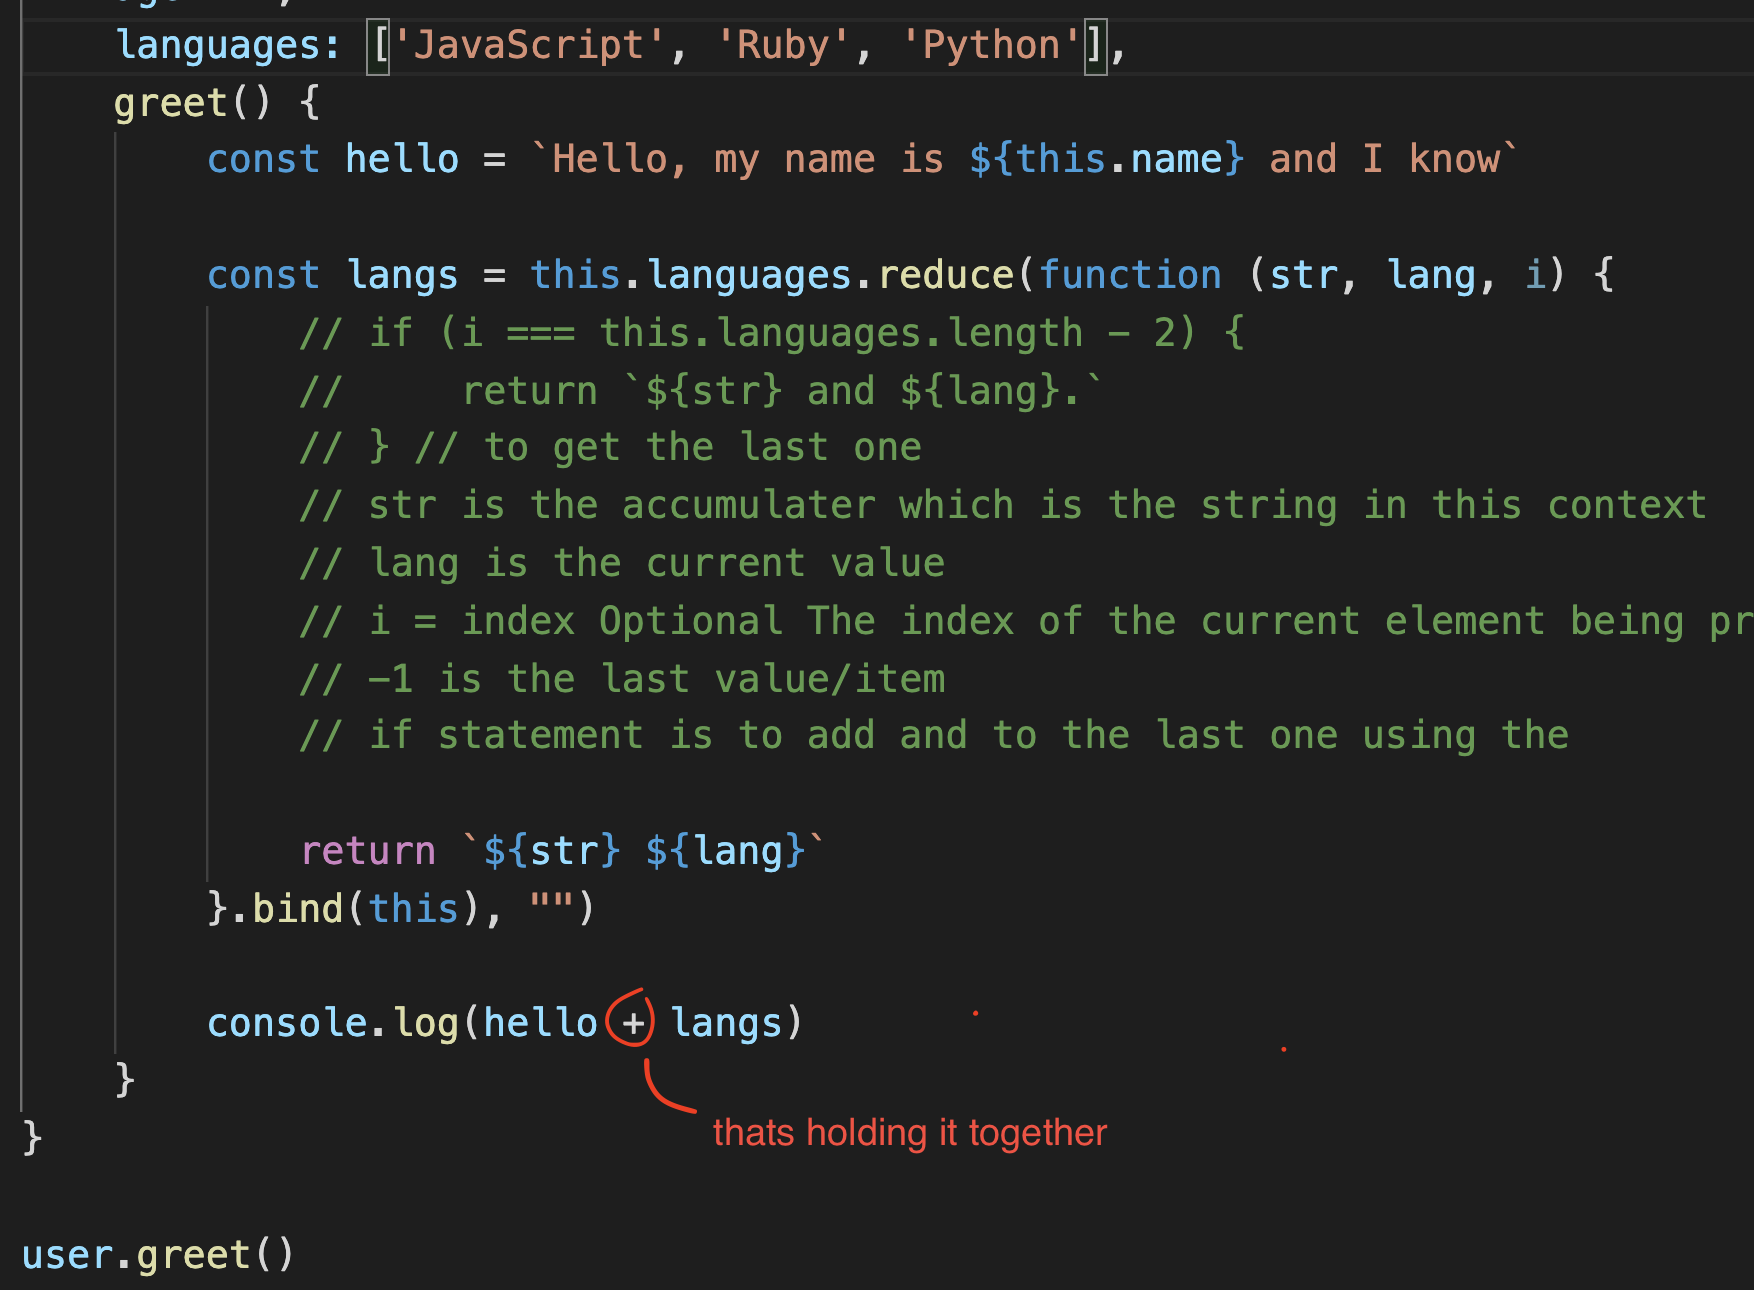 languages: ['JavaScript', 'Ruby', 'Python'],
greet() {
const hello = `Hello, my name is ${this.name} and I know`
const langs = this.languages.reduce(function (str, lang, i) {
// if (i === this.languages.length - 2) {
//     return `${str} and ${lang}.`
// } // to get the last one
// str is the accumulater which is the string in this context
// lang is the current value
// i = index Optional The index of the current element being pr
// -1 is the last value/item
// if statement is to add and to the last one using the
return `${str} ${lang}`
}.bind(this), "")
console.log(hello + langs)
}
thats holding it together
}
user.greet()